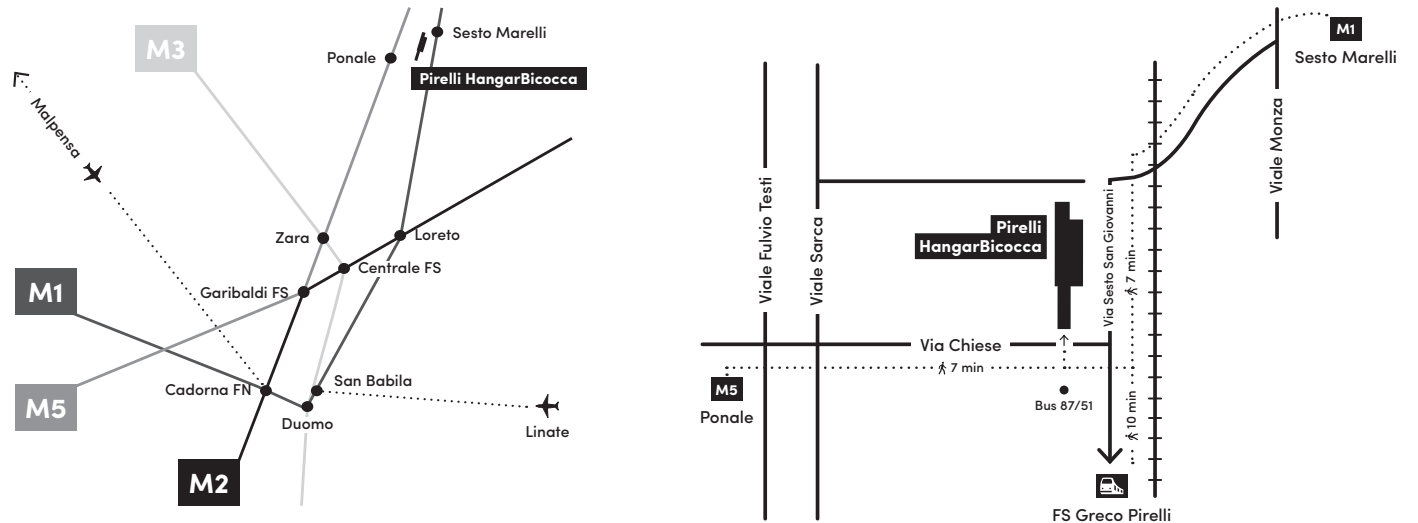 M3
Ponale
Sesto Marelli
Pirelli HangarBicocca
Malpensa
Zara
Loreto
Centrale FS
M1
Garibaldi FS
M5
Cadorna FN
San Babila
Duomo
Linate
M2
M1
Sesto Marelli
Viale Monza
Viale Fulvio Testi
Viale Sarca
Pirelli
HangarBicocca
Via Sesto San Giovanni
7 min
Via Chiese
7 min
M5
Ponale
Bus 87/51
10 min
FS Greco Pirelli